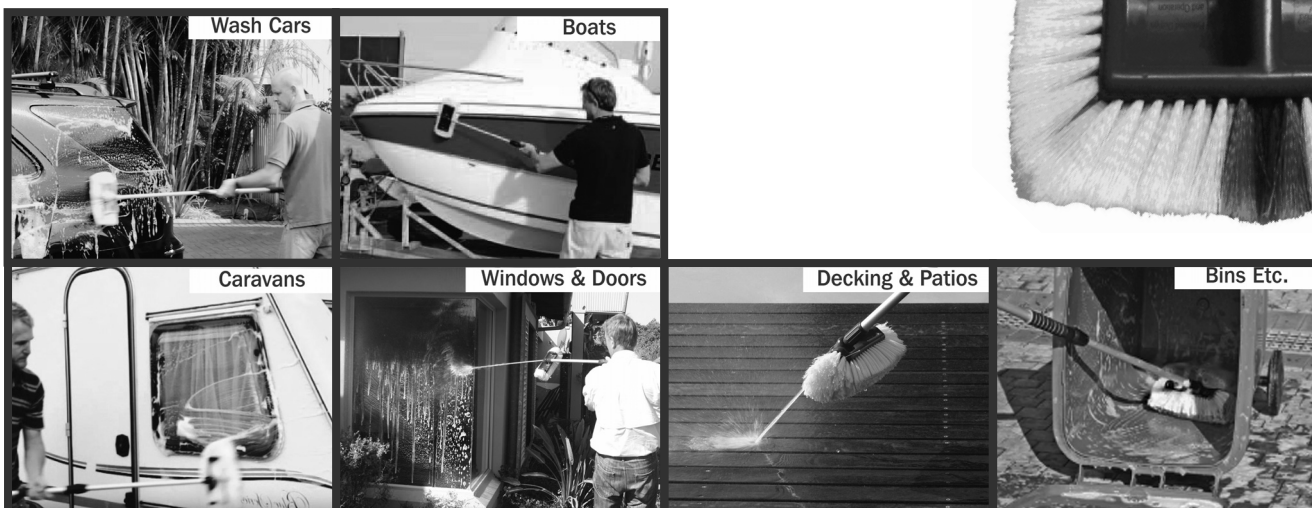 Wash Cars
Boats
Caravans
Windows & Doors
Decking & Patios
Bins Etc.